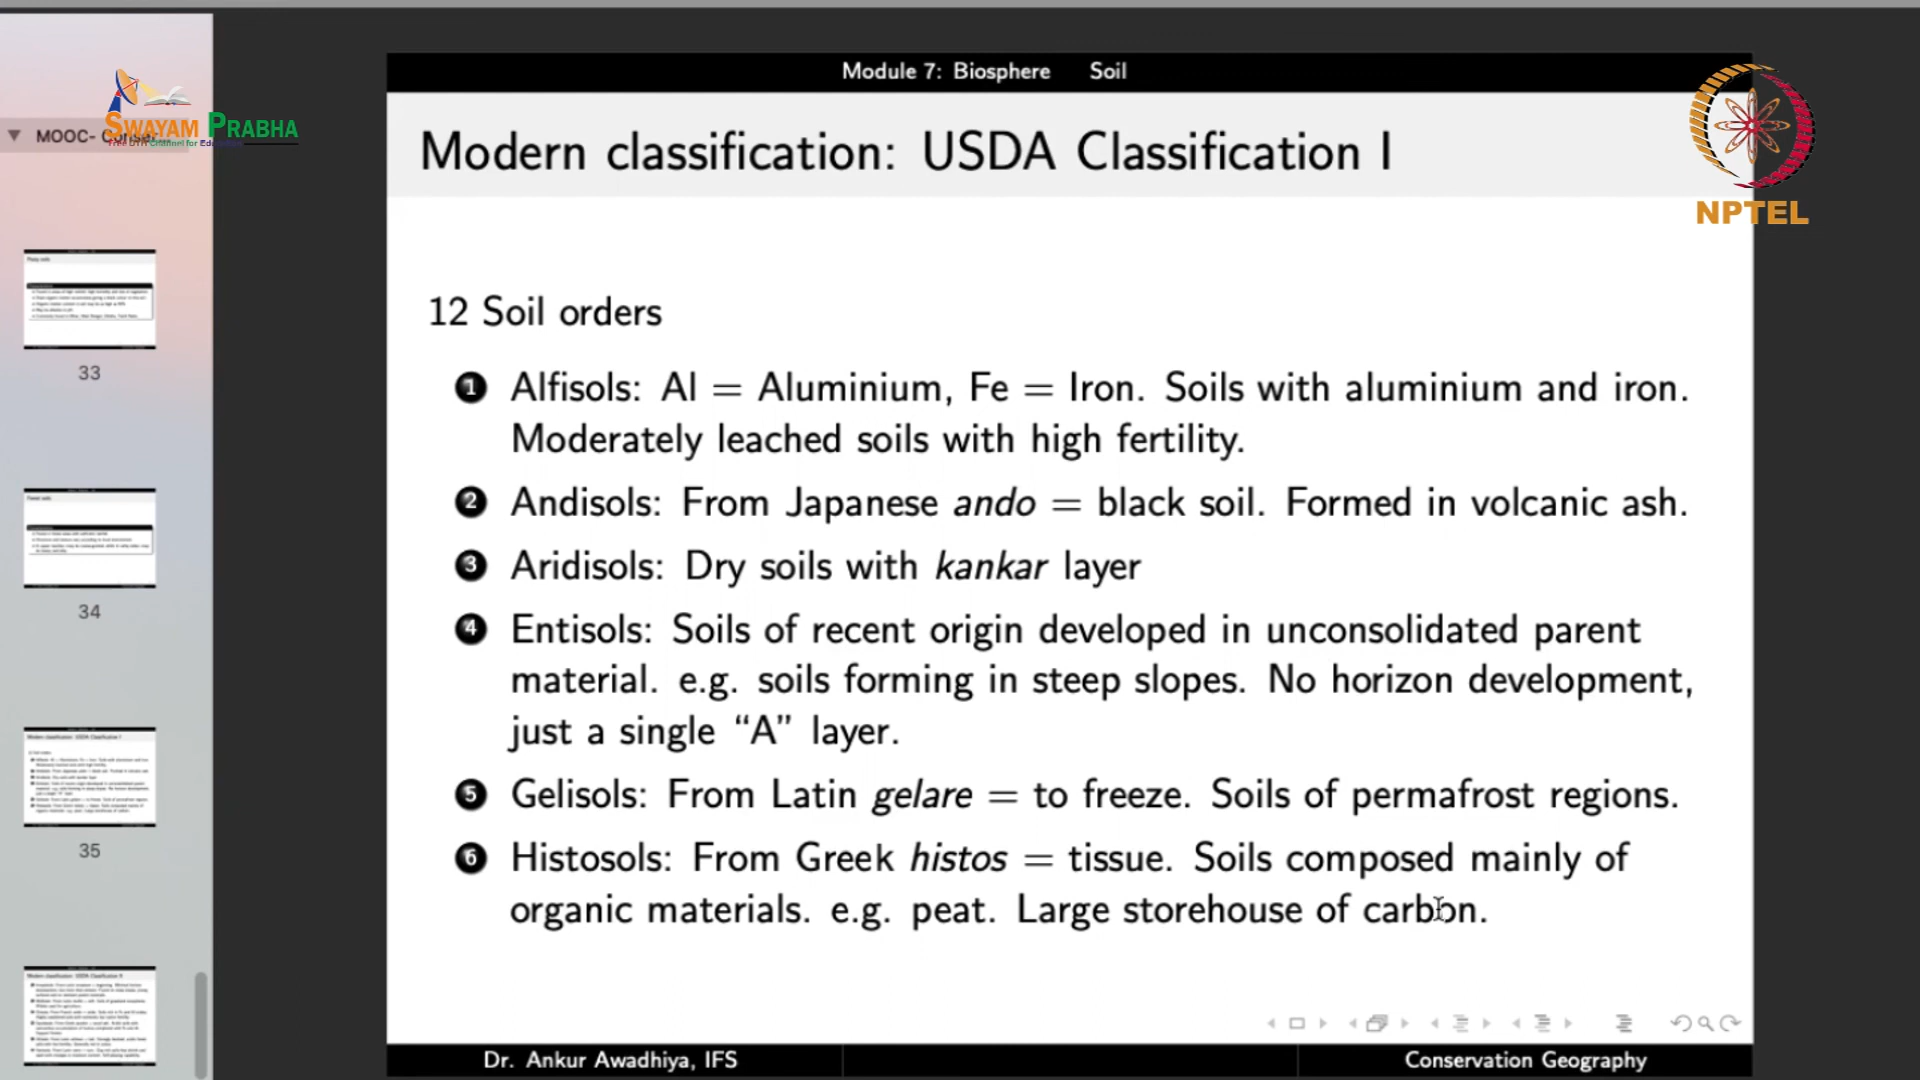 Module 7: Biosphere Soil
SWAYAM PRABHA
MOOC- Conser
NPTEL
Modern classification: USDA Classification I
12 Soil orders
1 Alfisols: Al = Aluminium, Fe = Iron. Soils with aluminium and iron.
Moderately leached soils with high fertility.
2 Andisols: From Japanese ando = black soil. Formed in volcanic ash.
3 Aridisols: Dry soils with kankar layer
4 Entisols: Soils of recent origin developed in unconsolidated parent
material. e.g. soils forming in steep slopes. No horizon development,
just a single “A” layer.
5 Gelisols: From Latin gelare = to freeze. Soils of permafrost regions.
6 Histosols: From Greek histos = tissue. Soils composed mainly of
organic materials. e.g. peat. Large storehouse of carbon.
33
34
35
Dr. Ankur Awadhiya, IFS
Conservation Geography